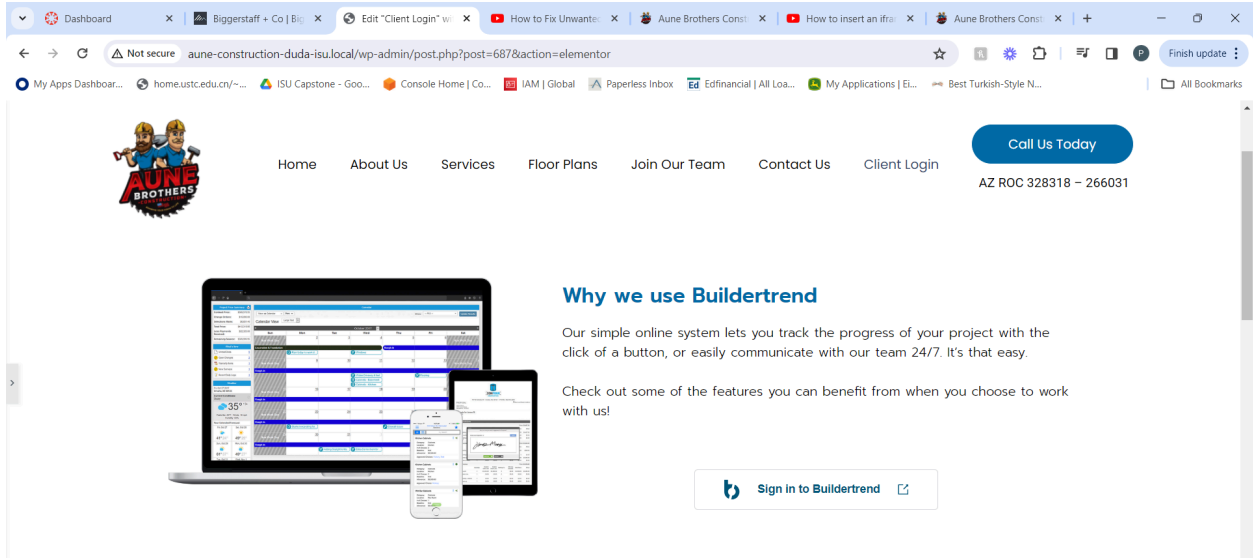 Dashboard
Biggerstaff + Co | Big
Edit "Client Login" wi
How to Fix Unwante
Aune Brothers Const
How to insert an ifra
Aune Brothers Const
Not secure
aune-construction-duda-isu.local/wp-admin/post.php?post=687&action=elementor
P
Finish update
My Apps Dashboar...
home.ustc.edu.cn/~...
ISU Capstone - Goo...
Console Home | Co...
IAM | Global
Paperless Inbox
Ed
Edfinancial | All Loa...
My Applications | Ei...
Best Turkish-Style N...
All Bookmarks
AUNE
BROTHERS
CONSTRUCTION
Home
About Us
Services
Floor Plans
Join Our Team
Contact Us
Client Login
Call Us Today
AZ ROC 328318 – 266031
Calendar View
35°
Why we use Buildertrend
Our simple online system lets you track the progress of your project with the
click of a button, or easily communicate with our team 24/7. It's that easy.
Check out some of the features you can benefit from when you choose to work
with us!
Sign in to Buildertrend